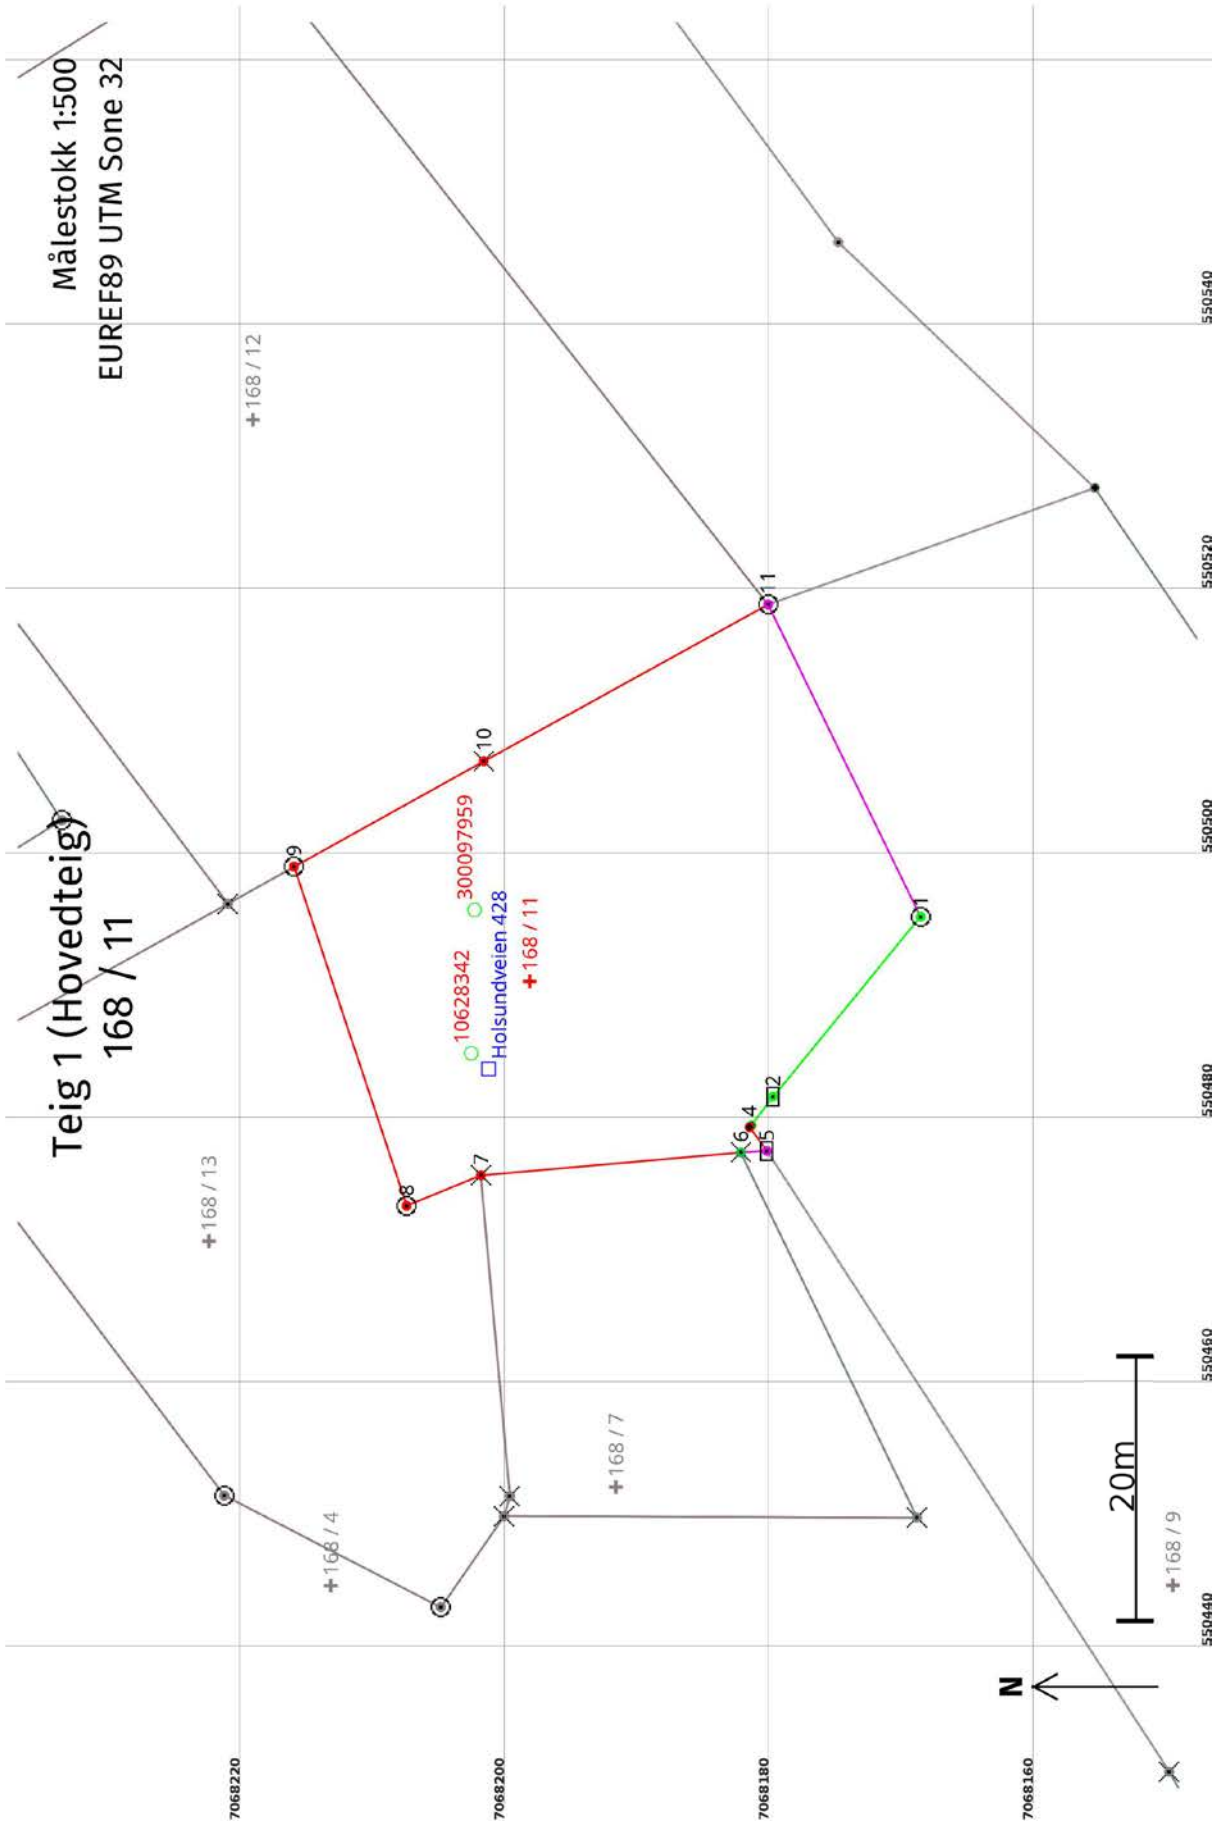 Målestokk 1:500
EUREF89 UTM Sone 32
Teig 1 (Hovedteig)
168 / 11
168 / 12
168 / 13
168 / 4
168 / 7
168 / 9
9
8
7
10
10628342
300097959
Holsundveien 428
168 / 11
6
4
5
2
1
11
20m
N
7068220
7068200
7068180
7068160
550440
550460
550480
550500
550520
550540